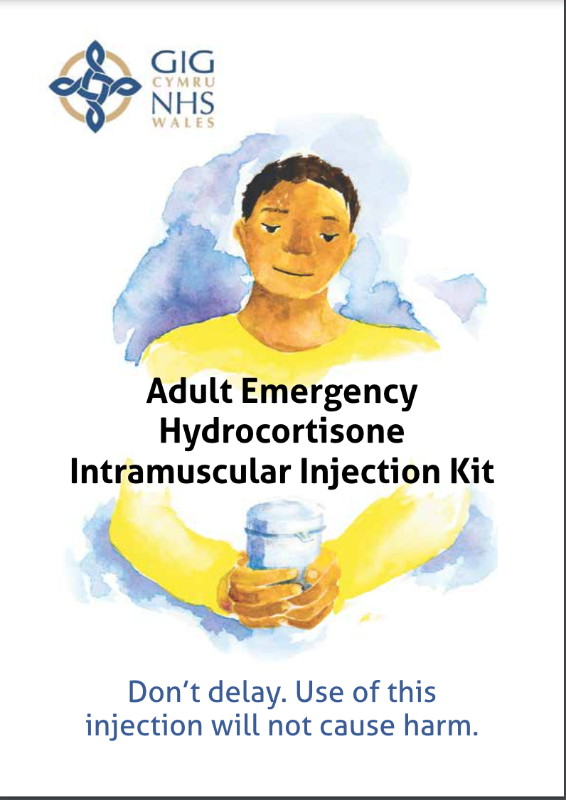 GIG
CYMRU
NHS
WALES
Adult Emergency
Hydrocortisone
Intramuscular Injection Kit
Don't delay. Use of this
injection will not cause harm.